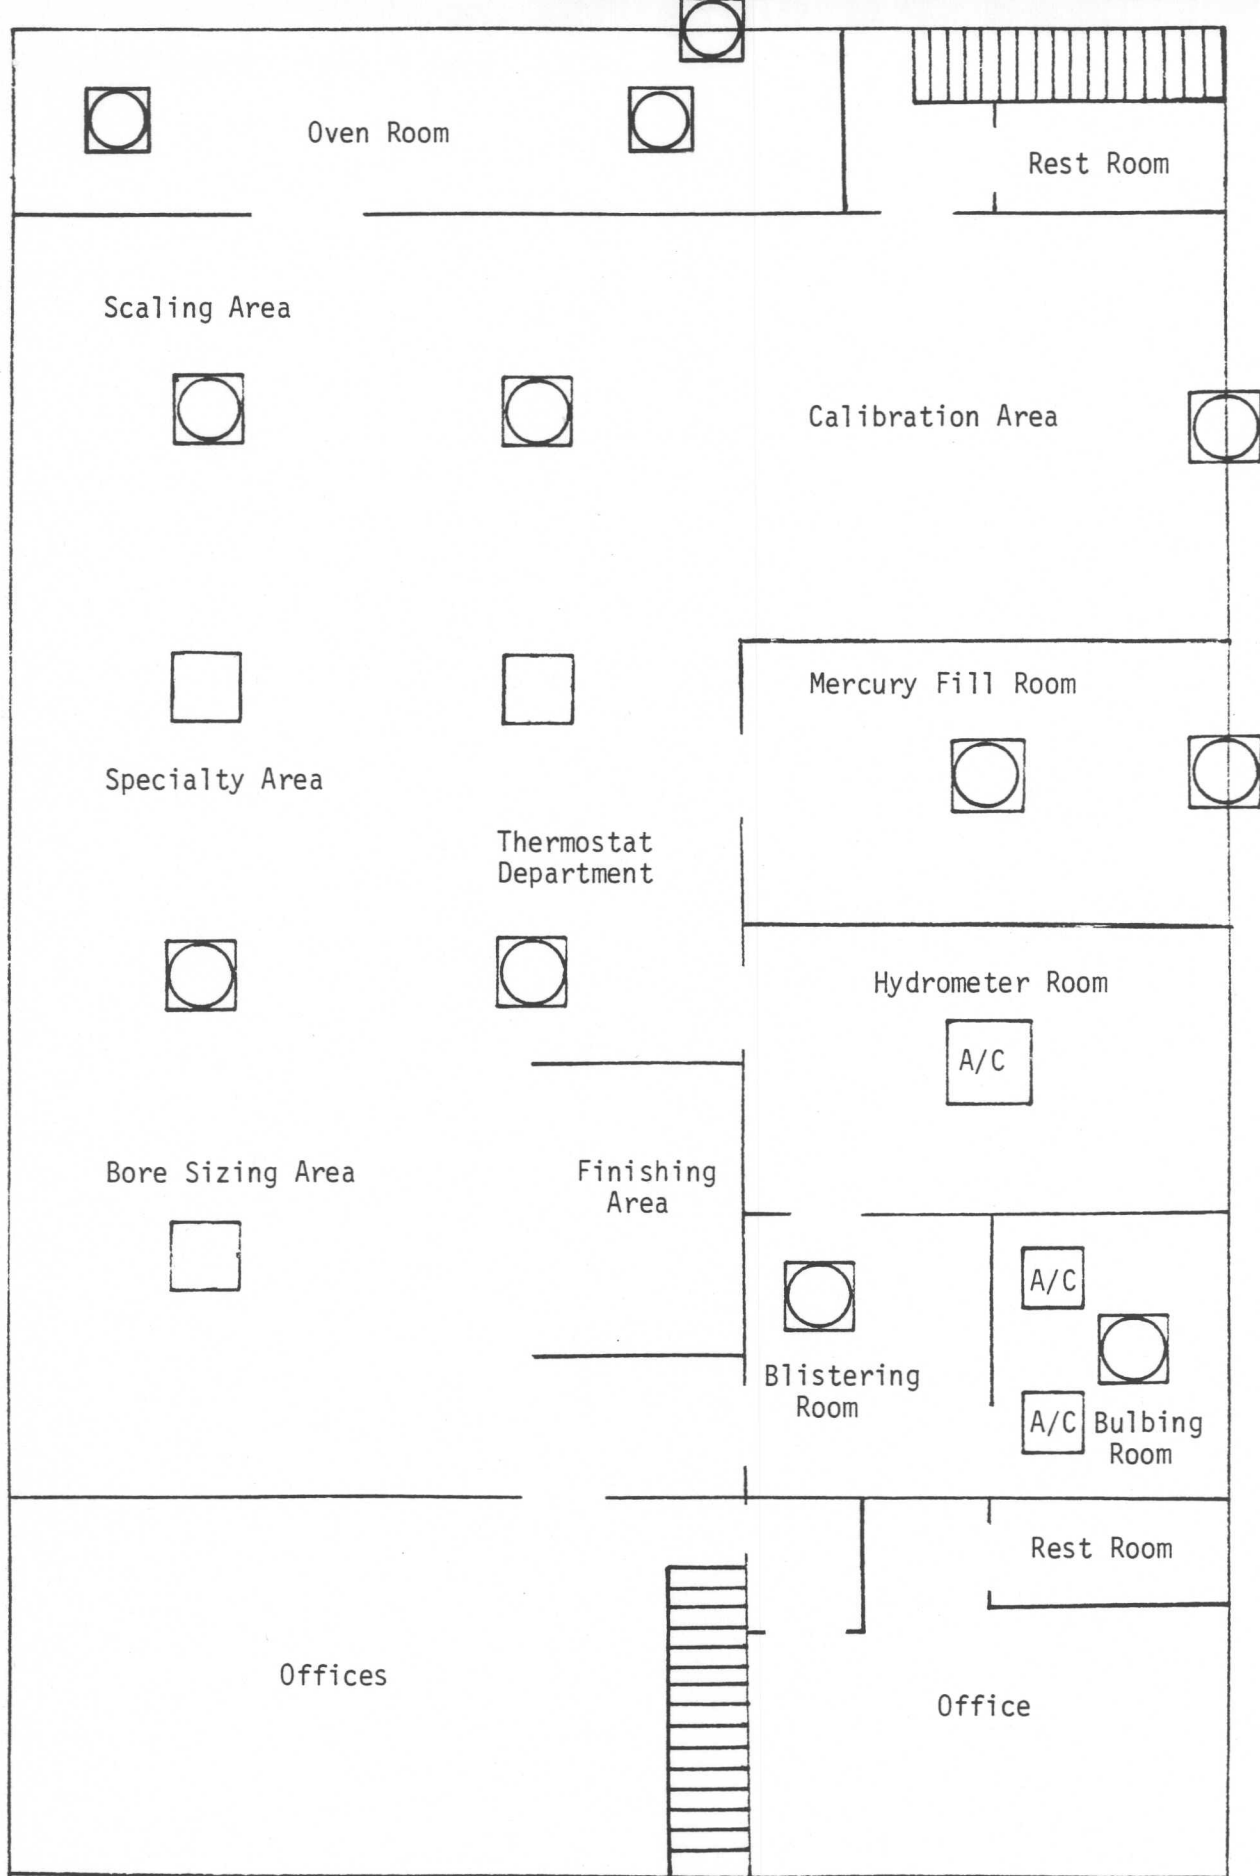 Oven Room
Rest Room
Scaling Area
Calibration Area
Mercury Fill Room
Specialty Area
Thermostat
Department
Hydrometer Room
A/C
Bore Sizing Area
Finishing
Area
A/C
Blistering
Room
A/C
Bulbing
Room
Rest Room
Offices
Office